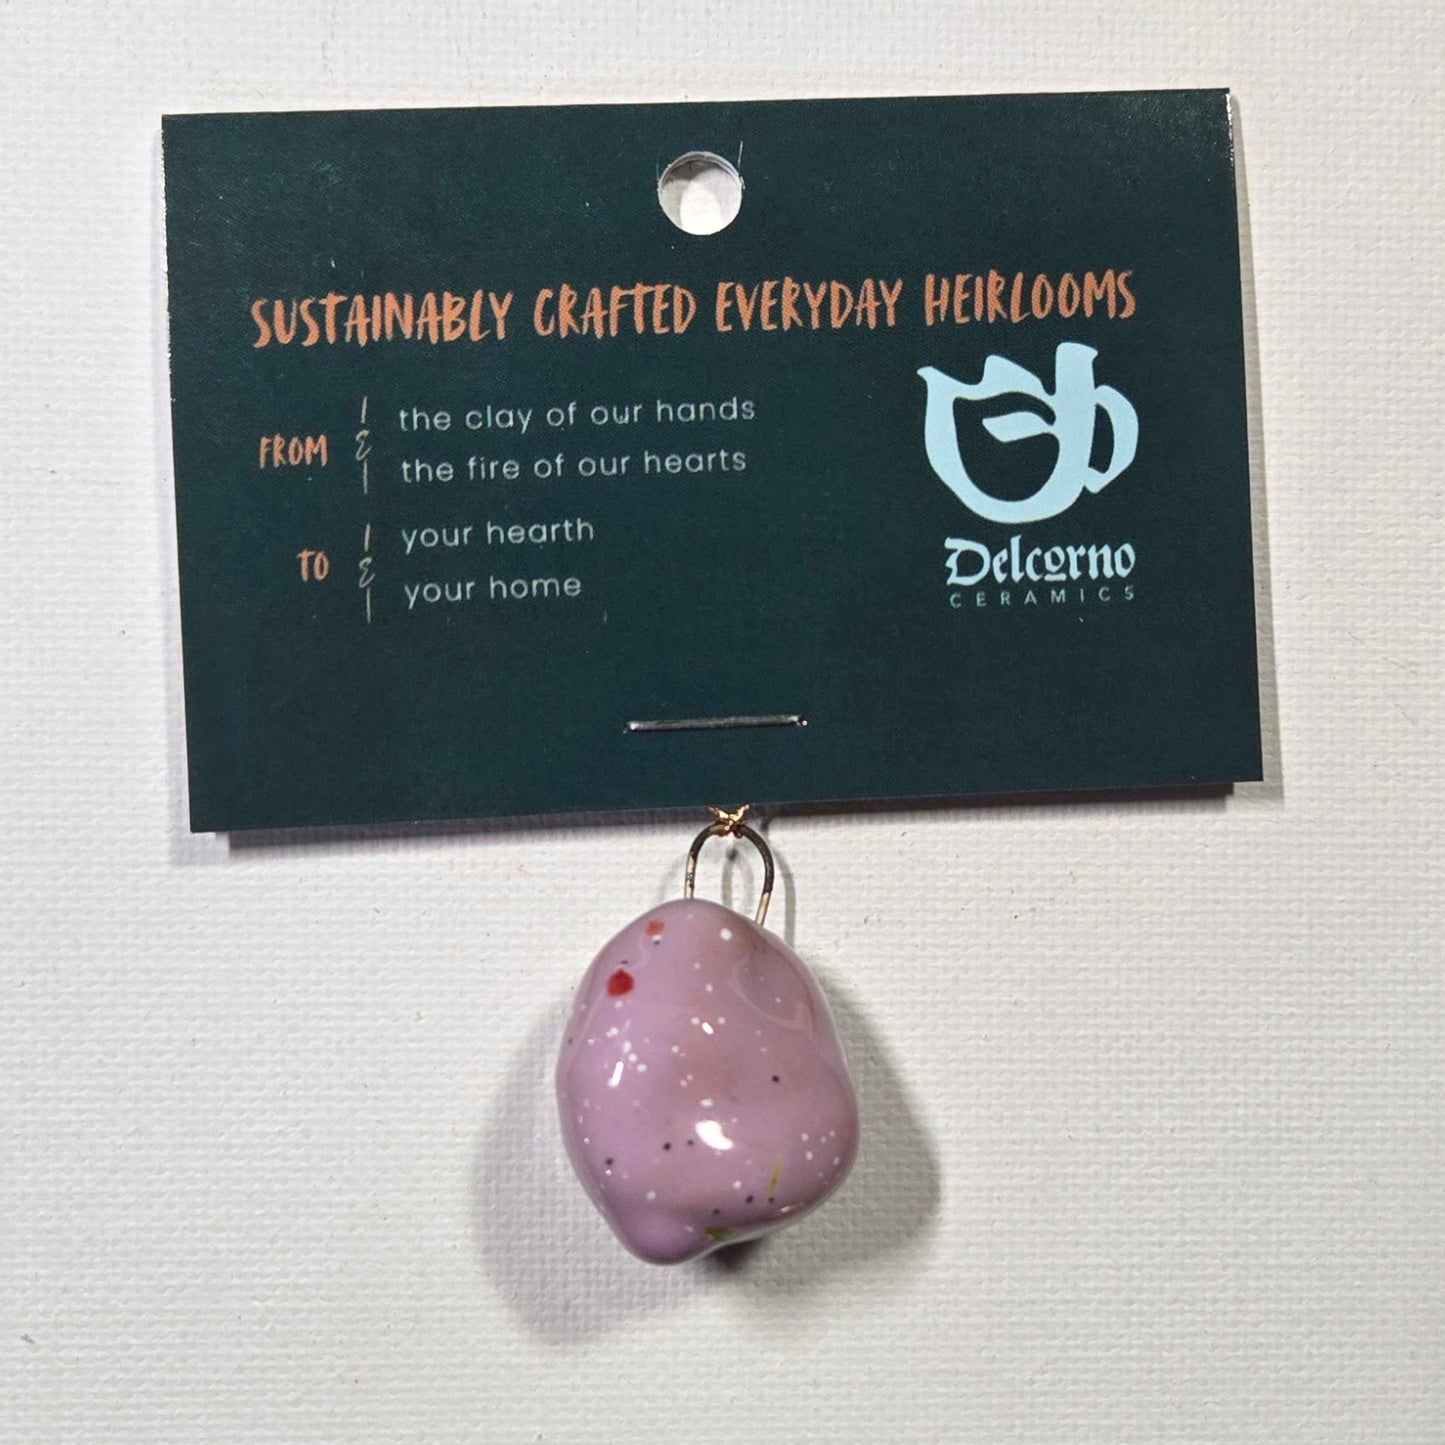 SUSTAINABLY CRAFTED EVERYDAY HEIRLOOMS
FROM & the clay of our hands
the fire of our hearts
TO & your hearth
your home
Delcorno
CERAMICS